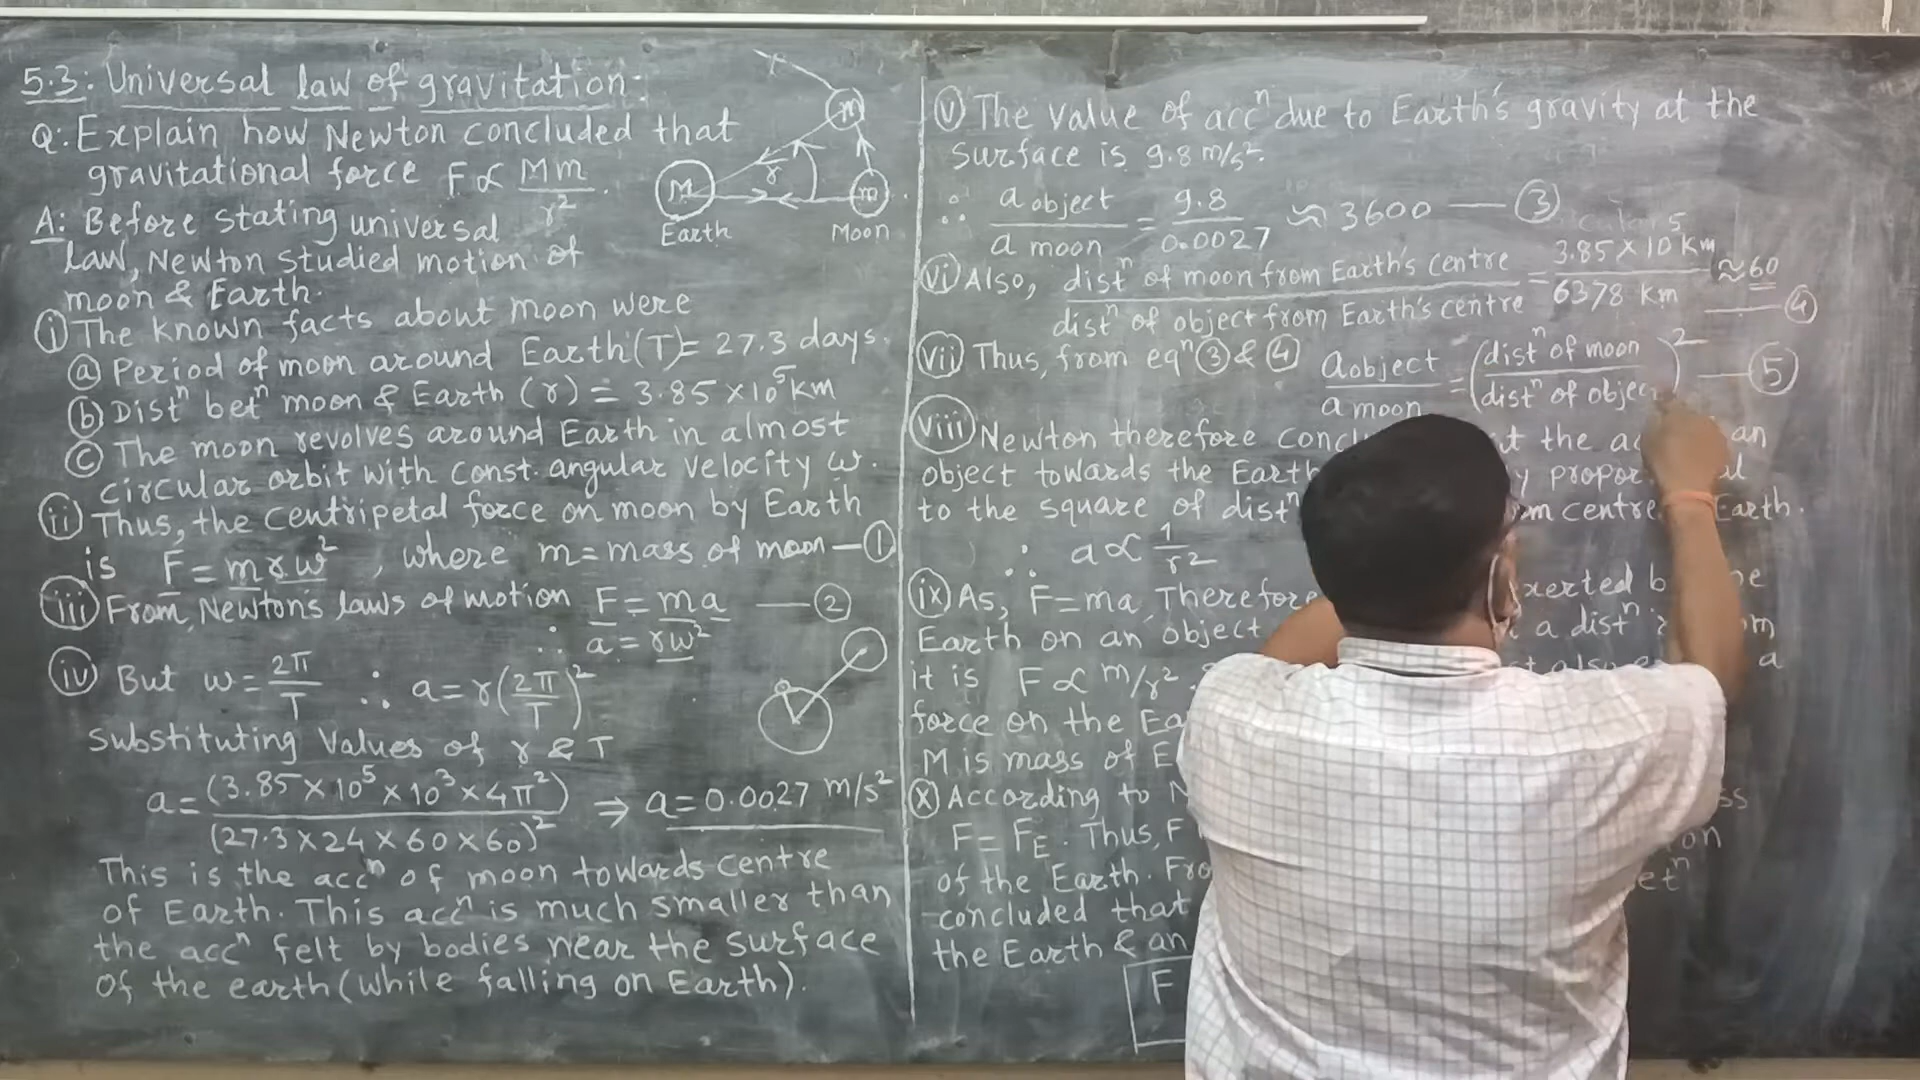 5.3: Universal law of gravitation:
Q: Explain how Newton concluded that
gravitational force F ∝ Mm/r².
A: Before stating universal
law, Newton studied motion of
moon & Earth.
M
m
m
r
Earth
Moon
(i) The known facts about moon were
(a) Period of moon around Earth (T) = 27.3 days.
(b) Distⁿ betⁿ moon & Earth (r) = 3.85 × 10⁵ km
(c) The moon revolves around Earth in almost
circular orbit with const. angular velocity ω.
(ii) Thus, the centripetal force on moon by Earth
is F = mrω², where m = mass of moon — (1)
(iii) From, Newton's laws of motion F = ma — (2)
∴ a = rω²
(iv) But ω = 2π/T ∴ a = r(2π/T)²
Substituting values of r & T
a = (3.85 × 10⁵ × 10³ × 4π²)/(27.3 × 24 × 60 × 60)² ⇒ a = 0.0027 m/s²
This is the accⁿ of moon towards centre
of Earth. This accⁿ is much smaller than
the accⁿ felt by bodies near the surface
of the earth (while falling on Earth).
(v) The value of accⁿ due to Earth's gravity at the
surface is 9.8 m/s².
∴ a object/a moon = 9.8/0.0027 ≈ 3600 — (3)
(vi) Also, distⁿ of moon from Earth's centre/distⁿ of object from Earth's centre = 3.85 × 10⁵ km/6378 km ≈ 60 — (4)
(vii) Thus, from eqⁿ (3) & (4) a object/a moon = (distⁿ of moon/distⁿ of objec)² — (5)
(viii) Newton therefore the an
object towards the Earth
to the square of distⁿ centre Earth.
∴ a ∝ 1/r²
(ix) As, F = ma, Therefore
Earth on an object a distⁿ
it is F ∝ m/r². also a
force on the
M is mass of
(x) According to
F = F_E. Thus, F
of the Earth.
concluded that
the Earth & an
F